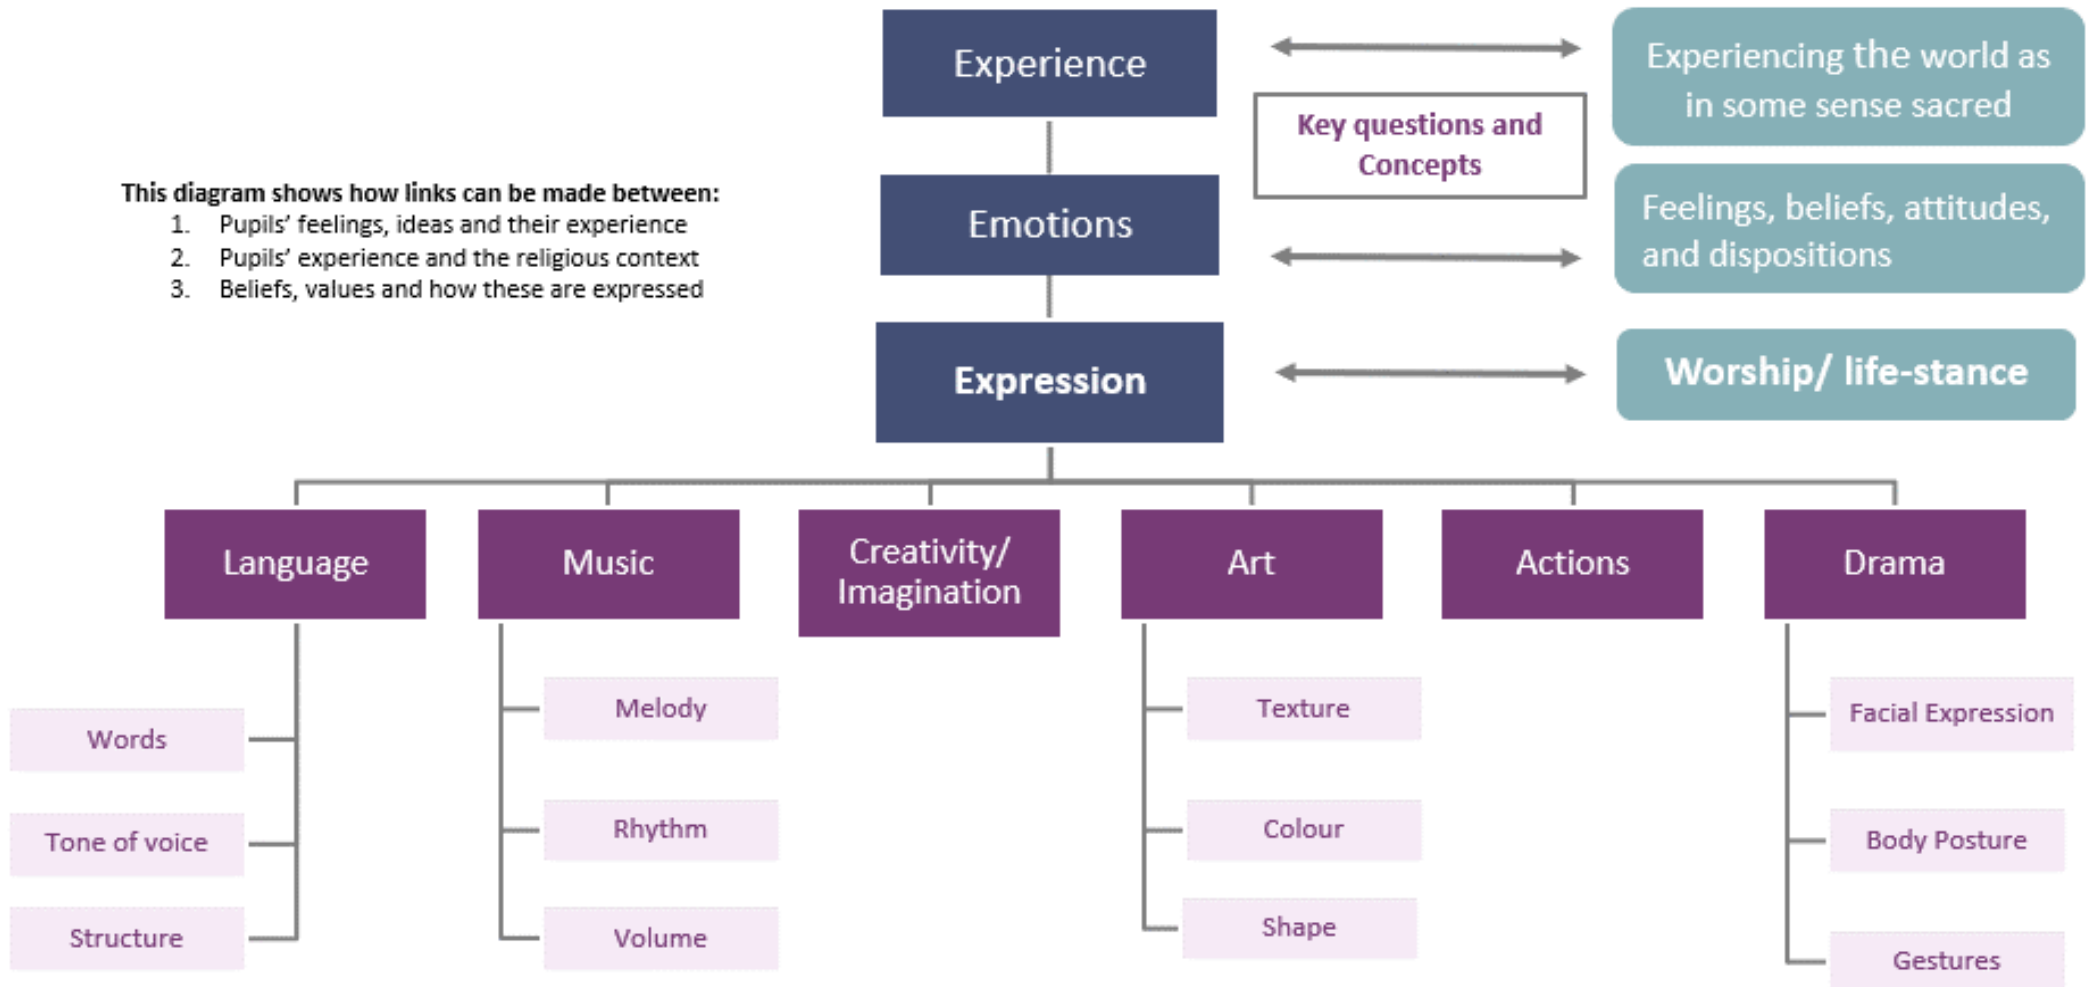 Experience
Experiencing the world as
in some sense sacred
Key questions and
Concepts
This diagram shows how links can be made between:
1. Pupils' feelings, ideas and their experience
2. Pupils' experience and the religious context
3. Beliefs, values and how these are expressed
Emotions
Feelings, beliefs, attitudes,
and dispositions
Expression
Worship/ life-stance
Language
Music
Creativity/
Imagination
Art
Actions
Drama
Words
Tone of voice
Structure
Melody
Rhythm
Volume
Texture
Colour
Shape
Facial Expression
Body Posture
Gestures